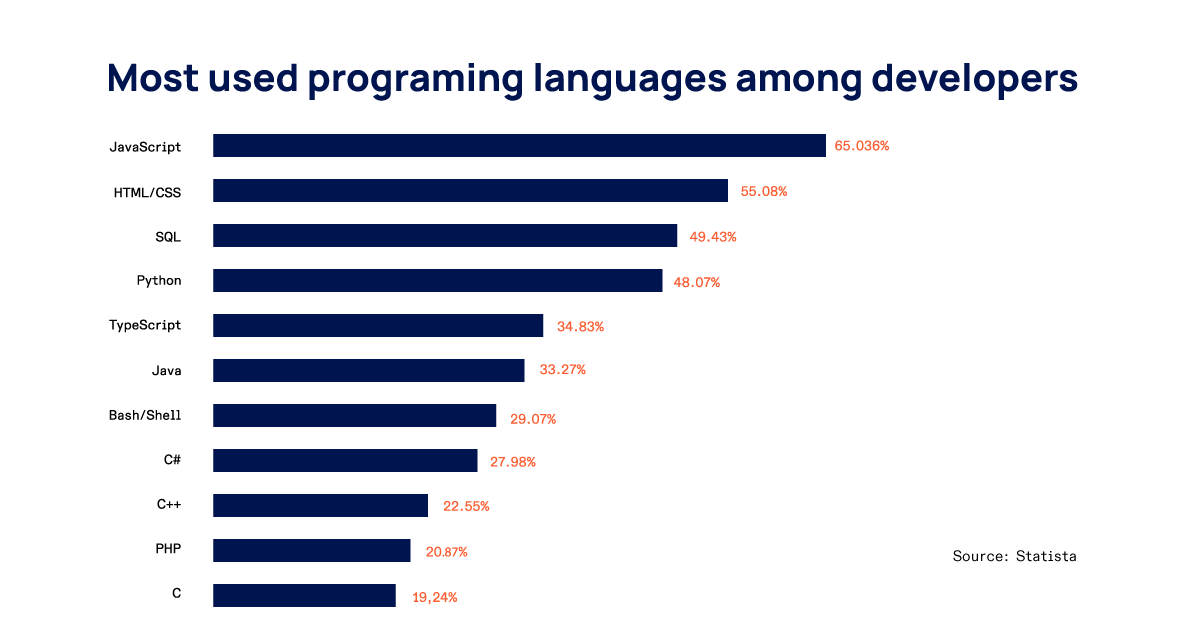 Most used programing languages among developers
JavaScript 65.036%
HTML/CSS 55.08%
SQL 49.43%
Python 48.07%
TypeScript 34.83%
Java 33.27%
Bash/Shell 29.07%
C# 27.98%
C++ 22.55%
PHP 20.87%
Source: Statista
C 19,24%